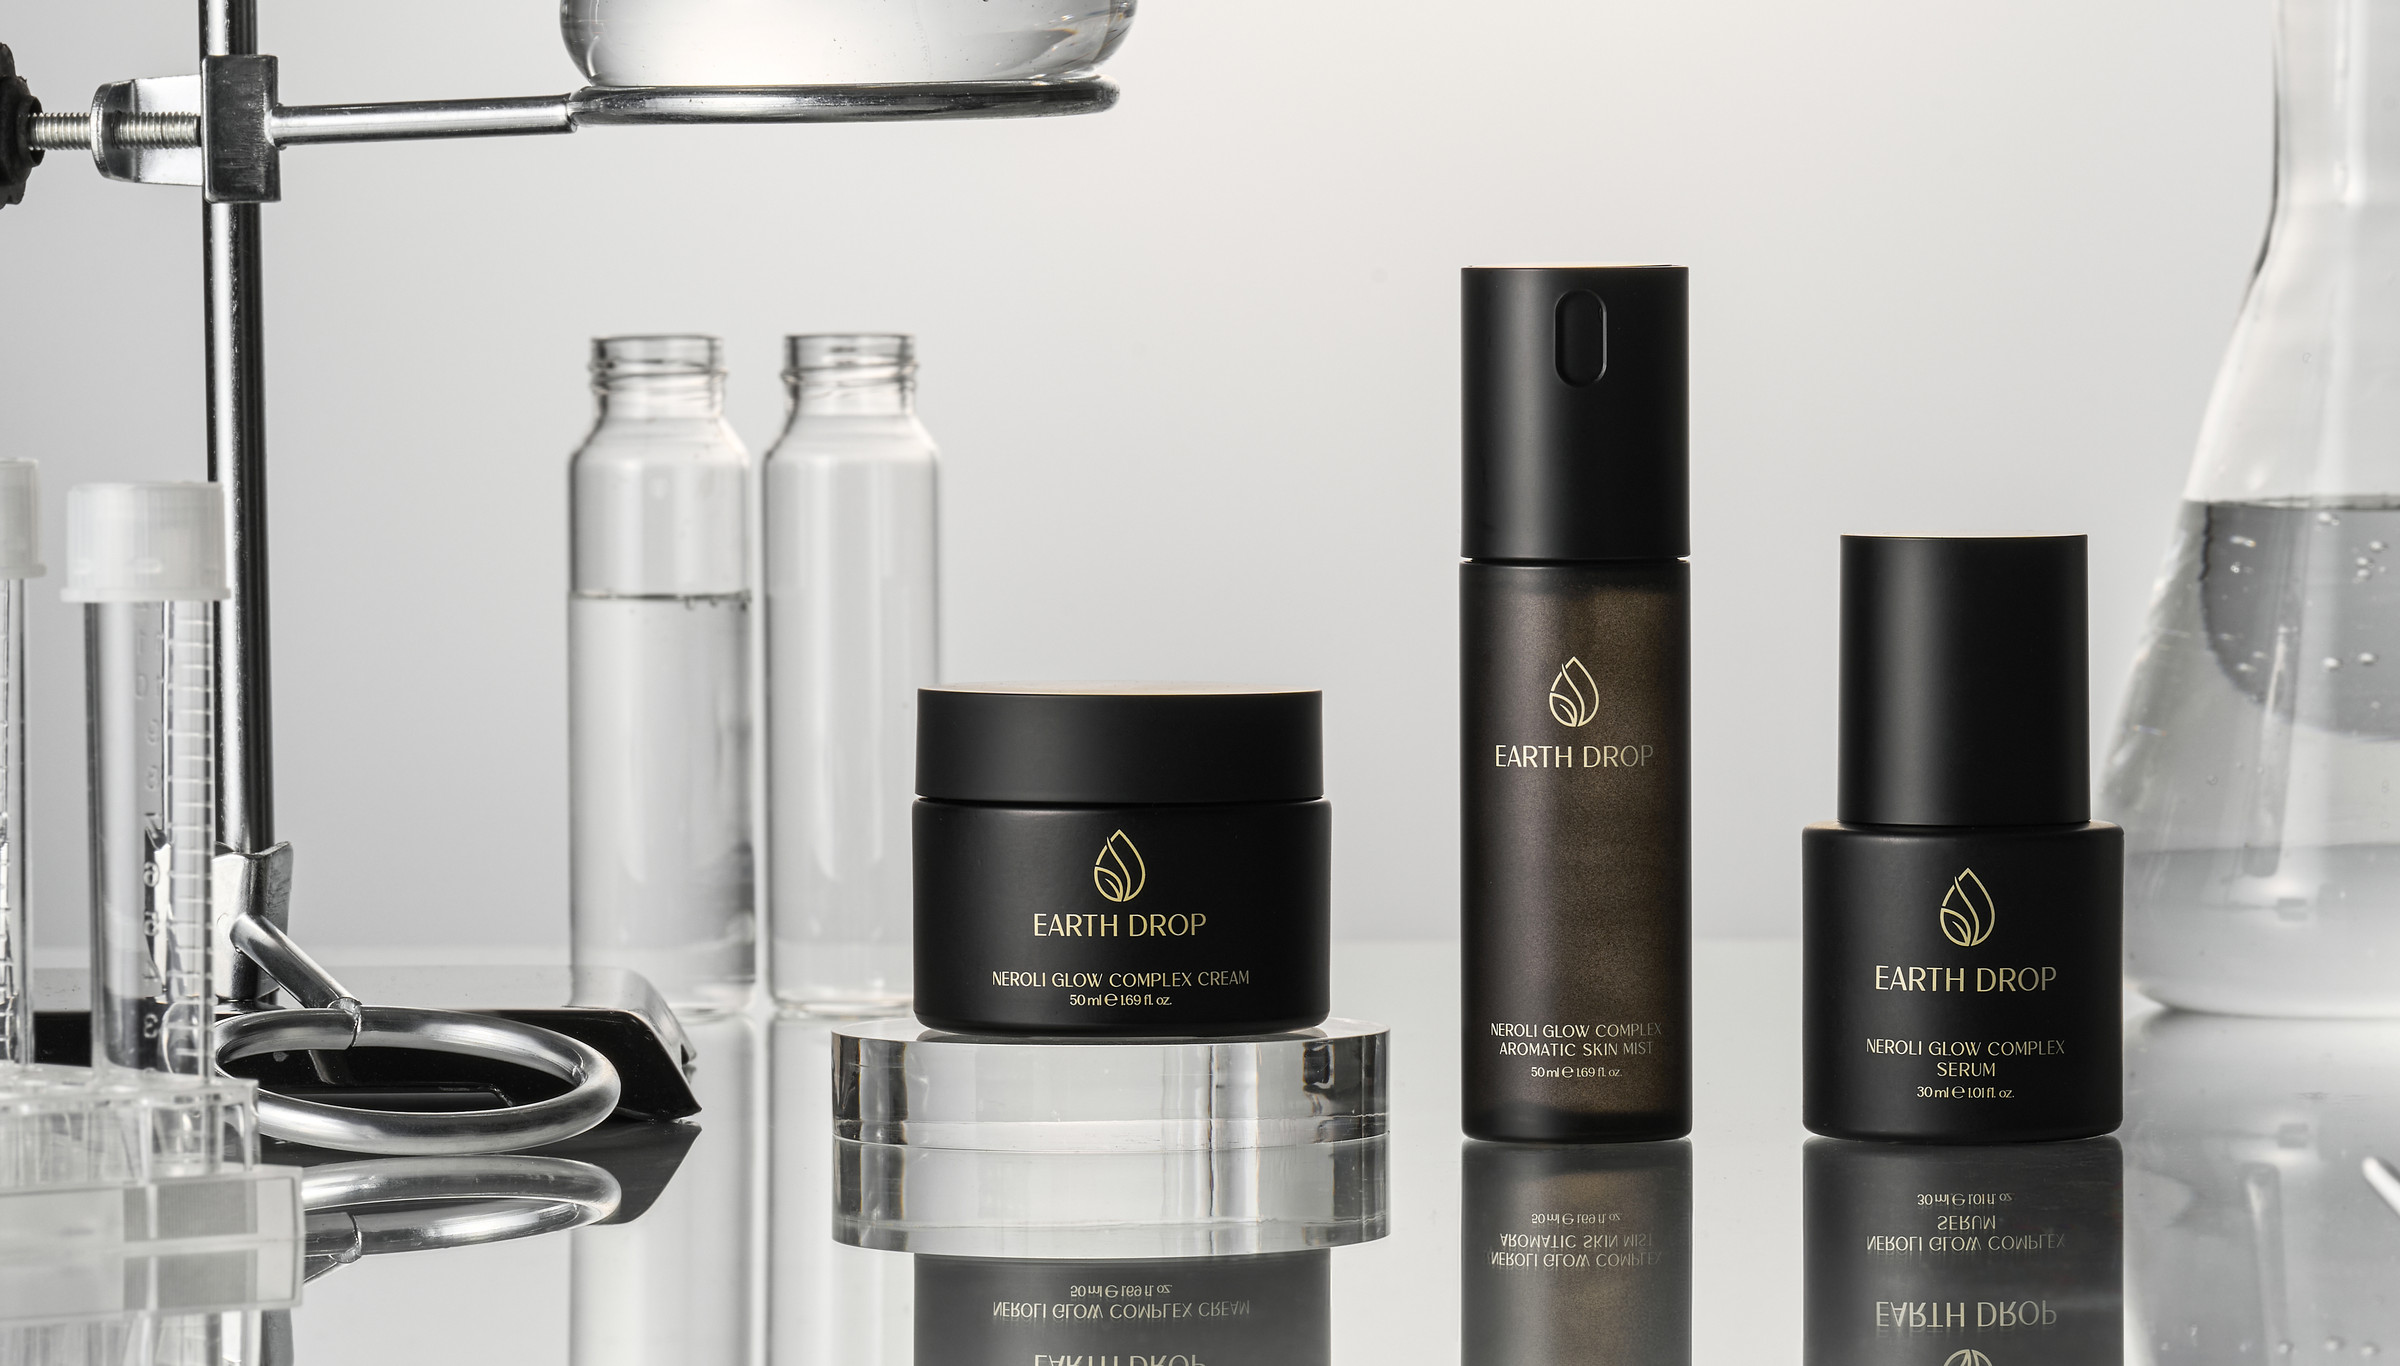 EARTH DROP
NEROLI GLOW COMPLEX CREAM
50 ml ℮ 1.69 fl. oz.
EARTH DROP
NEROLI GLOW COMPLEX
AROMATIC SKIN MIST
50 ml ℮ 1.69 fl. oz.
EARTH DROP
NEROLI GLOW COMPLEX
SERUM
30 ml ℮ 1.01 fl. oz.